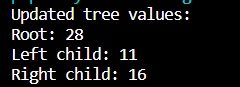 Updated tree values:
Root: 28
Left child: 11
Right child: 16